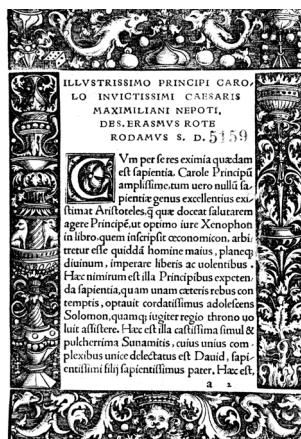 ILLVSTRISSIMO PRINCIPI CARO-
LO INVICTISSIMI CAESARIS
MAXIMILIANI NEPOTI,
DES. ERASMVS ROTE
RODAMVS S. D. 5159
CVm per se res eximia quædam
est sapientia. Carole Principũ
amplissime, tum uero nullũ sa-
pientiæ genus excellentius exi
stimat Aristoteles, q̃ quæ doceat salutarem
agere Principẽ, ut optimo iure Xenophon
in libro, quem inscripsit œconomicon, arbi
tretur esse quiddã homine maius, planeq;
diuinum, imperare liberis ac uolentibus.
Hæc nimirum est illa Principibus expeten-
da sapientia, quam unam cæteris rebus con
temptis, optauit cordatissimus adolescens
Solomon, quamq; iugiter regio throno uo
luit assistere. Hæc est illa castissima simul &
pulcherrima Sunamitis, cuius unius com-
plexibus unice delectatus est Dauid, sapi-
entissimi filij sapientissimus pater. Hæc est,
a 2